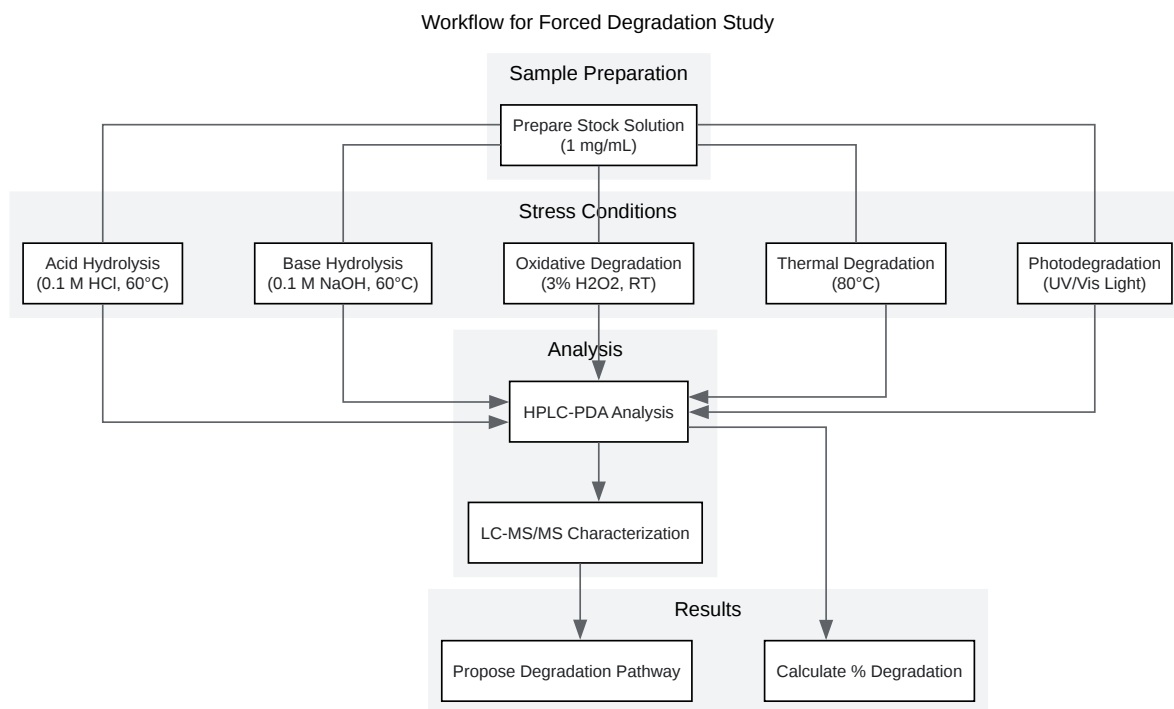 Workflow for Forced Degradation Study
Sample Preparation
Prepare Stock Solution
(1 mg/mL)
Stress Conditions
Acid Hydrolysis
(0.1 M HCl, 60°C)
Base Hydrolysis
(0.1 M NaOH, 60°C)
Oxidative Degradation
(3% H2O2, RT)
Thermal Degradation
(80°C)
Photodegradation
(UV/Vis Light)
Analysis
HPLC-PDA Analysis
LC-MS/MS Characterization
Results
Propose Degradation Pathway
Calculate % Degradation